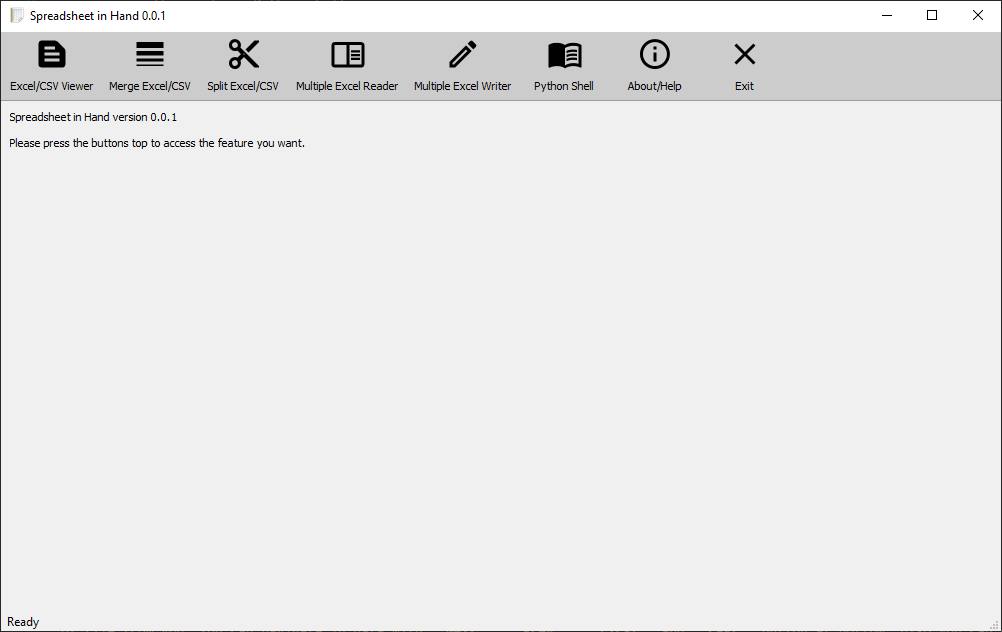 Spreadsheet in Hand 0.0.1
Excel/CSV Viewer Merge Excel/CSV Split Excel/CSV Multiple Excel Reader Multiple Excel Writer Python Shell About/Help Exit
Spreadsheet in Hand version 0.0.1
Please press the buttons top to access the feature you want.
Ready